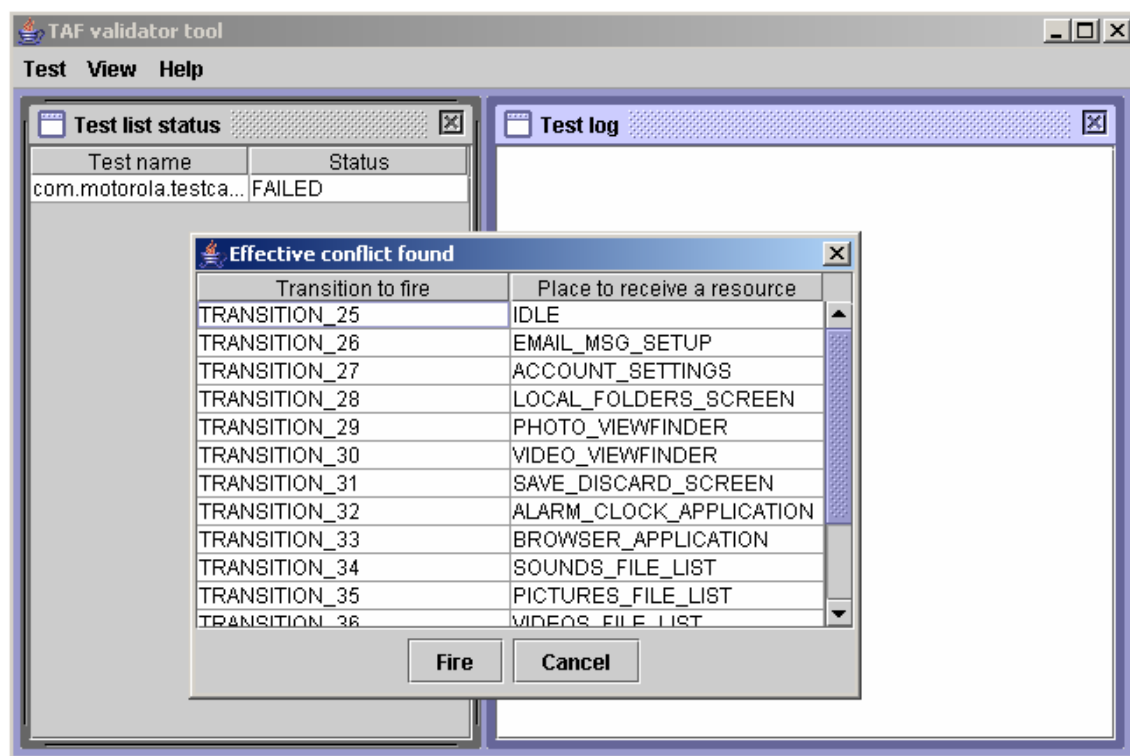 TAF validator tool
Test View Help
Test list status
Test name Status
com.motorola.testca... FAILED
Test log
Effective conflict found
Transition to fire Place to receive a resource
TRANSITION_25 IDLE
TRANSITION_26 EMAIL_MSG_SETUP
TRANSITION_27 ACCOUNT_SETTINGS
TRANSITION_28 LOCAL_FOLDERS_SCREEN
TRANSITION_29 PHOTO_VIEWFINDER
TRANSITION_30 VIDEO_VIEWFINDER
TRANSITION_31 SAVE_DISCARD_SCREEN
TRANSITION_32 ALARM_CLOCK_APPLICATION
TRANSITION_33 BROWSER_APPLICATION
TRANSITION_34 SOUNDS_FILE_LIST
TRANSITION_35 PICTURES_FILE_LIST
TRANSITION_36 VIDEOS_FILE_LIST
Fire Cancel